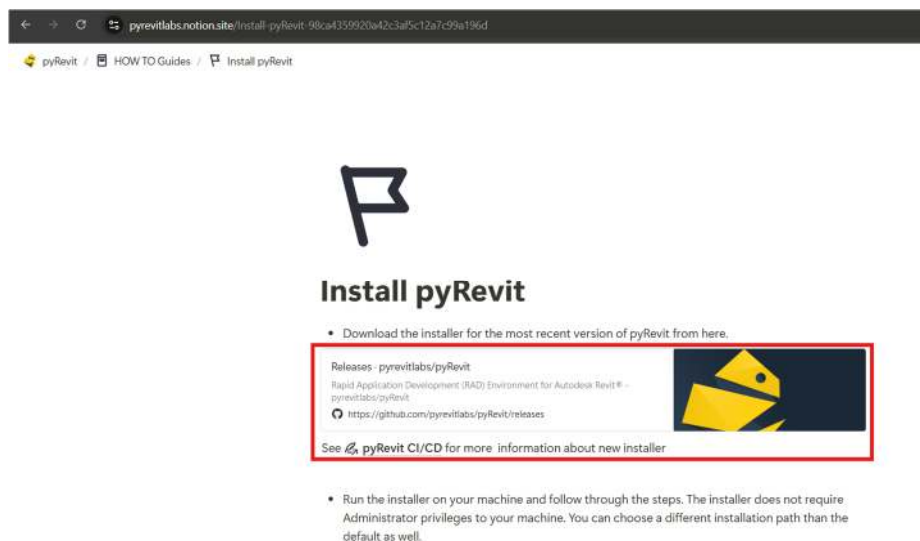 pyrevitlabs.notion.site/Install-pyRevit-98ca4359920a42c3af5c12a7c99a196d
pyRevit / HOW TO Guides / Install pyRevit
Install pyRevit
• Download the installer for the most recent version of pyRevit from here.
Releases · pyrevitlabs/pyRevit
Rapid Application Development (RAD) Environment for Autodesk Revit® –
pyrevitlabs/pyRevit
https://github.com/pyrevitlabs/pyRevit/releases
See pyRevit CI/CD for more information about new installer
• Run the installer on your machine and follow through the steps. The installer does not require
Administrator privileges to your machine. You can choose a different installation path than the
default as well.